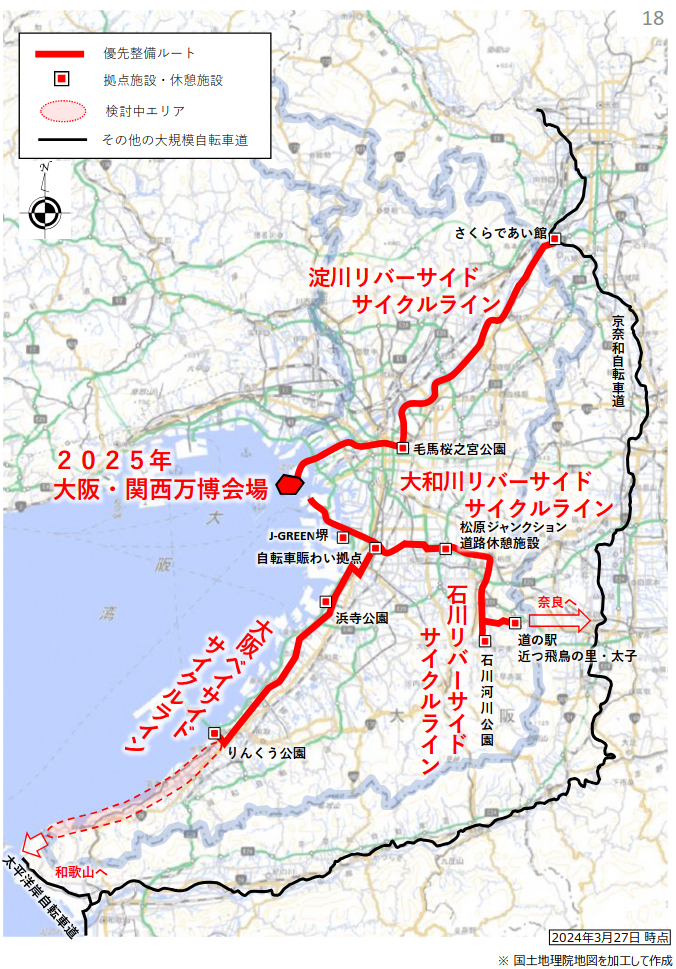 18
優先整備ルート
拠点施設・休憩施設
検討中エリア
その他の大規模自転車道
N
さくらであい館
淀川リバーサイド
サイクルライン
京奈和自転車道
毛馬桜之宮公園
２０２５年
大阪・関西万博会場
大和川リバーサイド
サイクルライン
松原ジャンクション
道路休憩施設
J-GREEN堺
自転車賑わい拠点
大
阪
湾
浜寺公園
奈良へ
道の駅
近つ飛鳥の里・太子
石川リバーサイド
サイクルライン
石川河川公園
大
阪
大阪ベイサイド
サイクルライン
りんくう公園
和歌山へ
太平洋岸自転車道
2024年3月27日 時点
※ 国土地理院地図を加工して作成